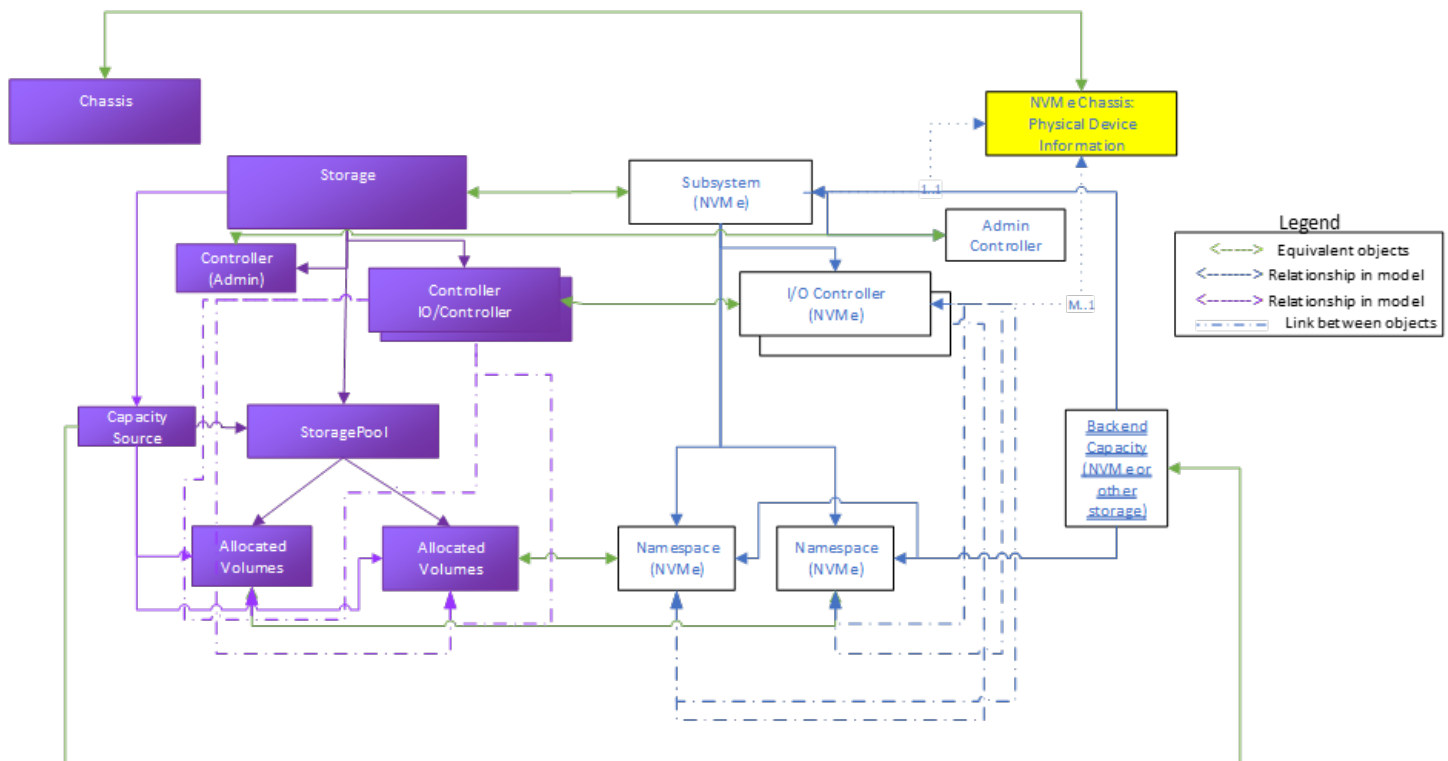 Chassis
NVMe Chassis:
Physical Device
Information
Storage
Subsystem
(NVMe)
1..1
Admin
Controller
Legend
Equivalent objects
Relationship in model
Relationship in model
Link between objects
Controller
(Admin)
Controller
IO/Controller
I/O Controller
(NVMe)
M..1
Capacity
Source
StoragePool
Backend
Capacity
(NVMe or
other
storage)
Allocated
Volumes
Allocated
Volumes
Namespace
(NVMe)
Namespace
(NVMe)